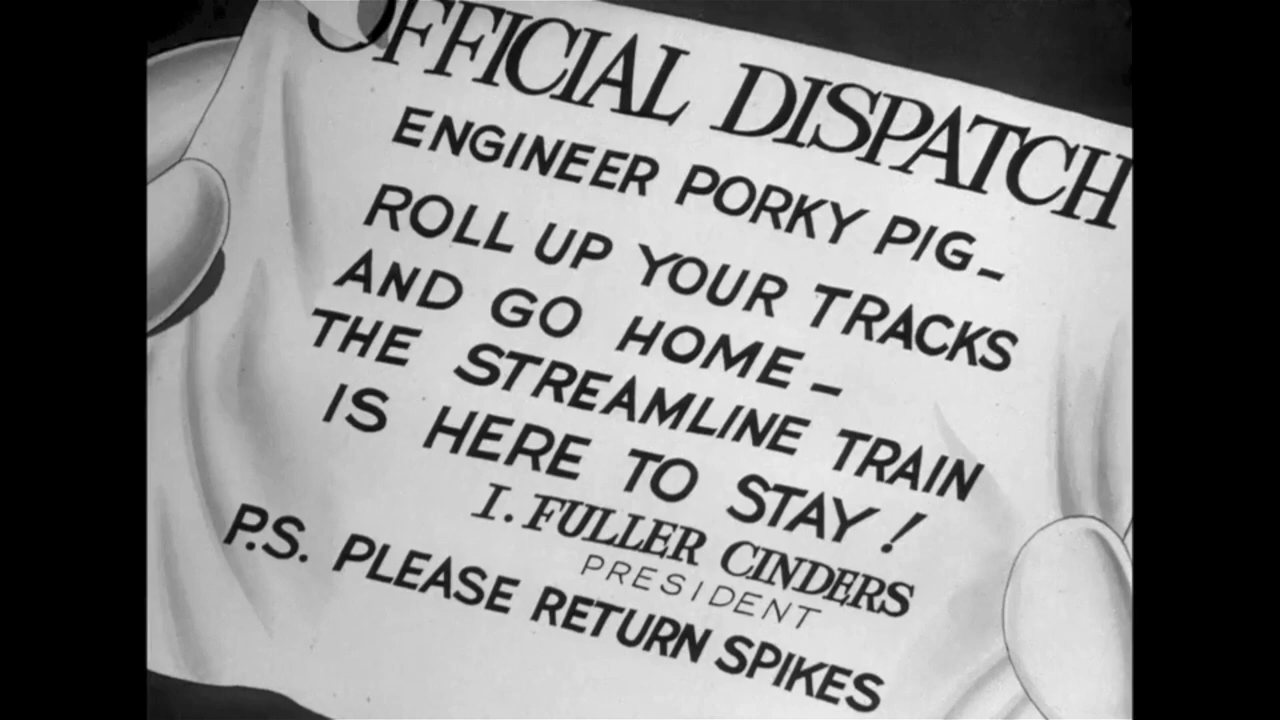 OFFICIAL DISPATCH
ENGINEER PORKY PIG–
ROLL UP YOUR TRACKS
AND GO HOME –
THE STREAMLINE TRAIN
IS HERE TO STAY!
I. FULLER CINDERS
PRESIDENT
P.S. PLEASE RETURN SPIKES